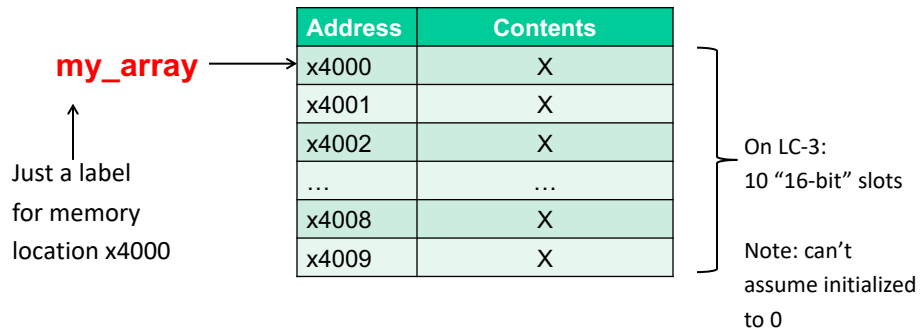 Address Contents
my_array
x4000 X
x4001 X
x4002 X
… …
x4008 X
x4009 X
Just a label
for memory
location x4000
On LC-3:
10 “16-bit” slots
Note: can’t
assume initialized
to 0